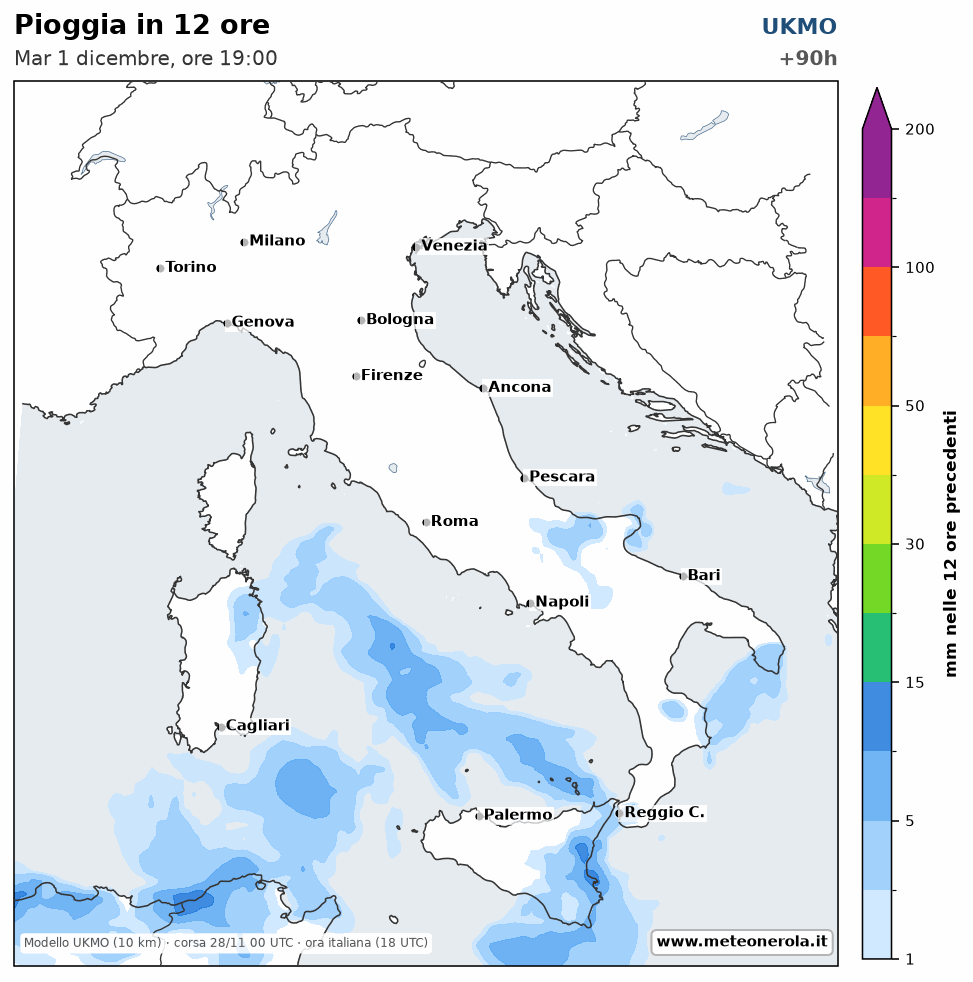 Pioggia in 12 ore
UKMO
Mar 1 dicembre, ore 19:00
+90h
Milano
Venezia
Torino
Genova
Bologna
Firenze
Ancona
Pescara
Roma
Bari
Napoli
Cagliari
Palermo
Reggio C.
Modello UKMO (10 km) · corsa 28/11 00 UTC · ora italiana (18 UTC)
www.meteonerola.it
200
100
50
30
15
5
1
mm nelle 12 ore precedenti